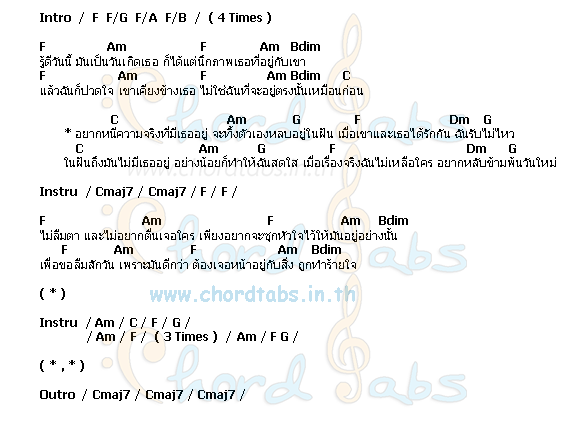 Intro / F F/G F/A F/B / ( 4 Times )
F Am F Am Bdim
รู้ดีวันนี้ มันเป็นวันเกิดเธอ ก็ได้แต่นึกภาพเธอที่อยู่กับเขา
F Am F Am Bdim C
แล้วฉันก็ปวดใจ เขาเคียงข้างเธอ ไม่ใช่ฉันที่จะอยู่ตรงนั้นเหมือนก่อน
C Am G F Dm G
* อยากหนีความจริงที่มีเธออยู่ จะทิ้งตัวเองหลบอยู่ในฝัน เมื่อเขาและเธอได้รักกัน ฉันรับไม่ไหว
C Am G F Dm G
ในฝันถึงมันไม่มีเธออยู่ อย่างน้อยก็ทำให้ฉันสดใส เมื่อเรื่องจริงฉันไม่เหลือใคร อยากหลับข้ามพ้นวันใหม่
www.chordtabs.in.th
Instru / Cmaj7 / Cmaj7 / F / F /
F Am F Am Bdim
ไม่ลืมตา และไม่อยากตื่นเจอใคร เพียงอยากจะซุกหัวใจไว้ให้มันอยู่อย่างนั้น
F Am F Am Bdim
เพื่อขอลืมสักวัน เพราะมันดีกว่า ต้องเจอหน้าอยู่กับสิ่ง ถูกทำร้ายใจ
( * )
www.chordtabs.in.th
Instru / Am / C / F / G /
/ Am / F / ( 3 Times ) / Am / F G /
( * , * )
Chord Tabs
Outro / Cmaj7 / Cmaj7 / Cmaj7 /